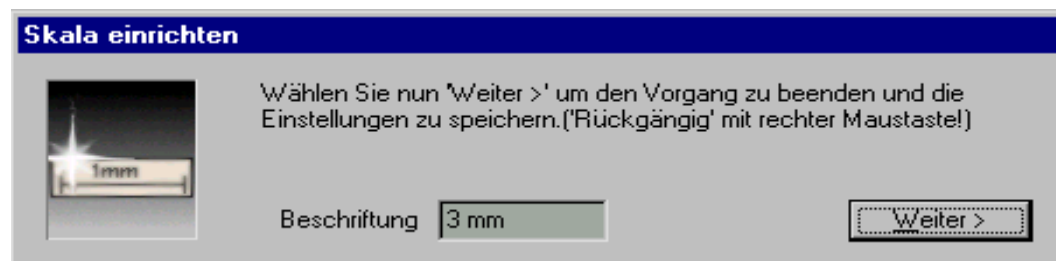 Skala einrichten
Wählen Sie nun 'Weiter >' um den Vorgang zu beenden und die
Einstellungen zu speichern.('Rückgängig' mit rechter Maustaste!)
1mm
Beschriftung 3 mm
Weiter >